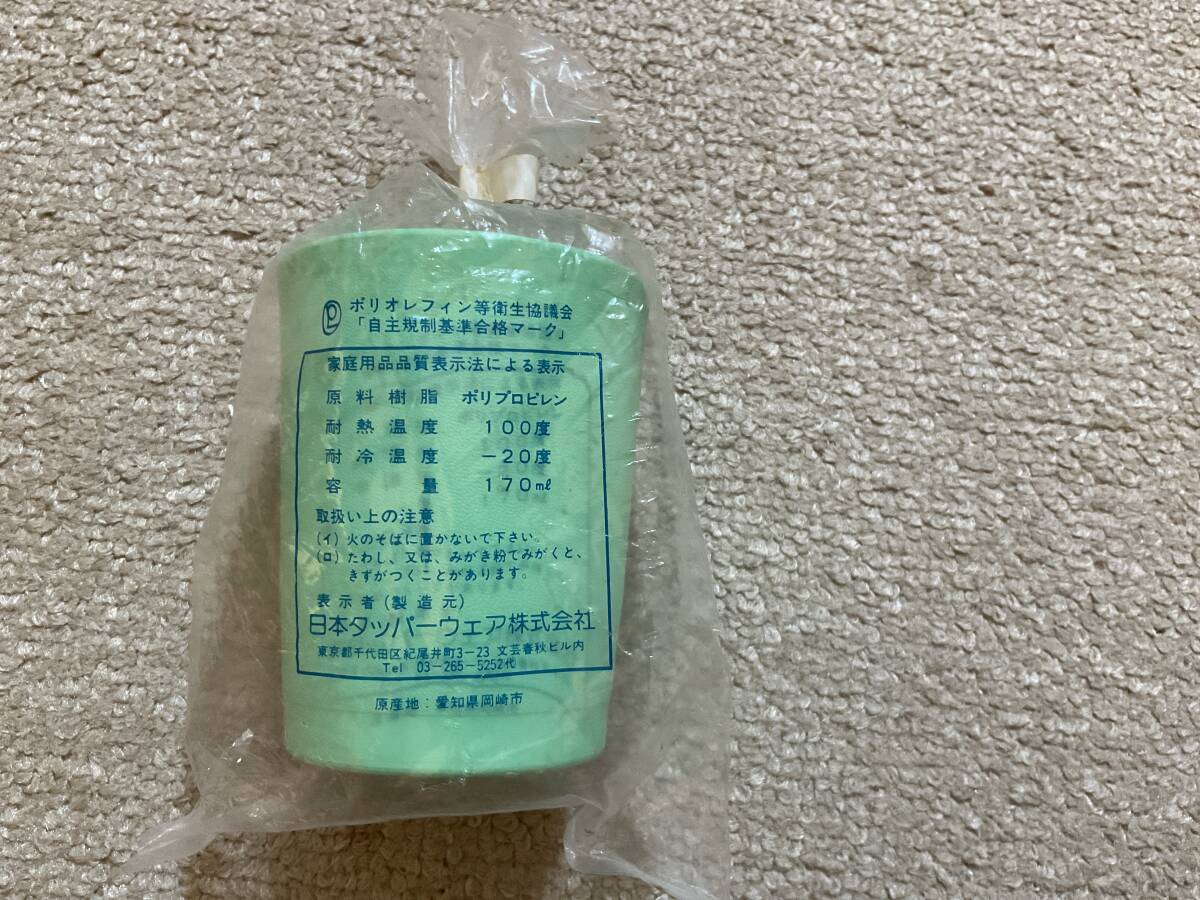 PL ポリオレフィン等衛生協議会
「自主規制基準合格マーク」
家庭用品品質表示法による表示
原料樹脂 ポリプロピレン
耐熱温度 100度
耐冷温度 −20度
容量 170ml
取扱い上の注意
(イ) 火のそばに置かないで下さい。
(ロ) たわし、又は、みがき粉でみがくと、
きずがつくことがあります。
表示者(製造元)
日本タッパーウェア株式会社
東京都千代田区紀尾井町3−23 文芸春秋ビル内
Tel 03−265−5252代
原産地：愛知県岡崎市